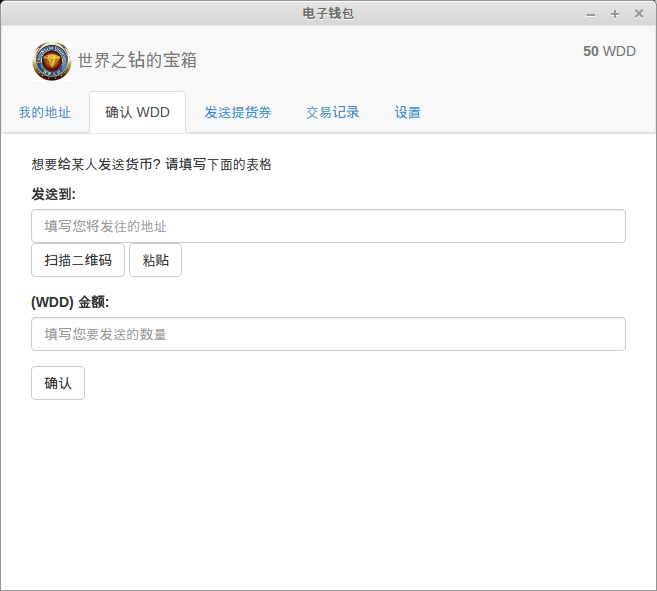 电子钱包
世界之钻的宝箱
50 WDD
我的地址
确认 WDD
发送提货券
交易记录
设置
想要给某人发送货币? 请填写下面的表格
发送到:
填写您将发往的地址
扫描二维码
粘贴
(WDD) 金额:
填写您要发送的数量
确认